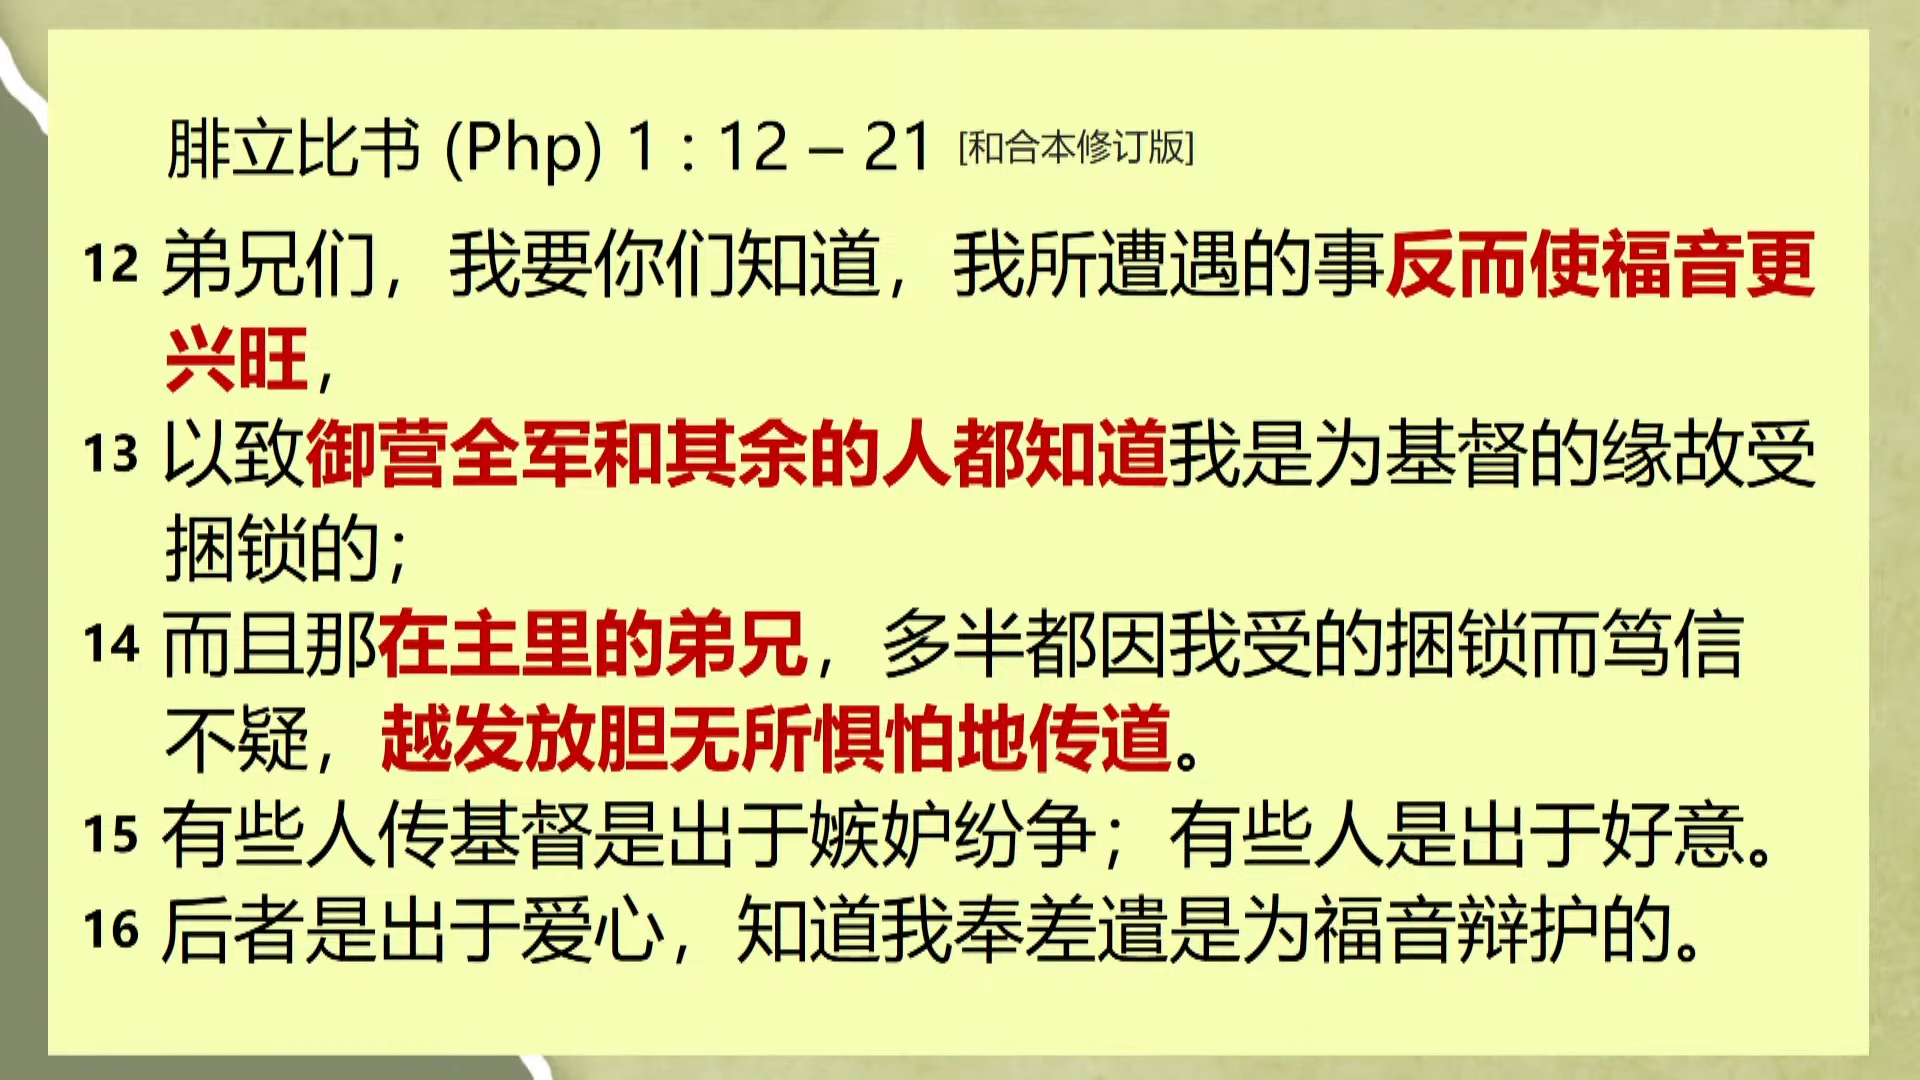 腓立比书 (Php) 1 : 12 – 21 [和合本修订版]
12 弟兄们，我要你们知道，我所遭遇的事反而使福音更
兴旺，
13 以致御营全军和其余的人都知道我是为基督的缘故受
捆锁的；
14 而且那在主里的弟兄，多半都因我受的捆锁而笃信
不疑，越发放胆无所惧怕地传道。
15 有些人传基督是出于嫉妒纷争；有些人是出于好意。
16 后者是出于爱心，知道我奉差遣是为福音辩护的。